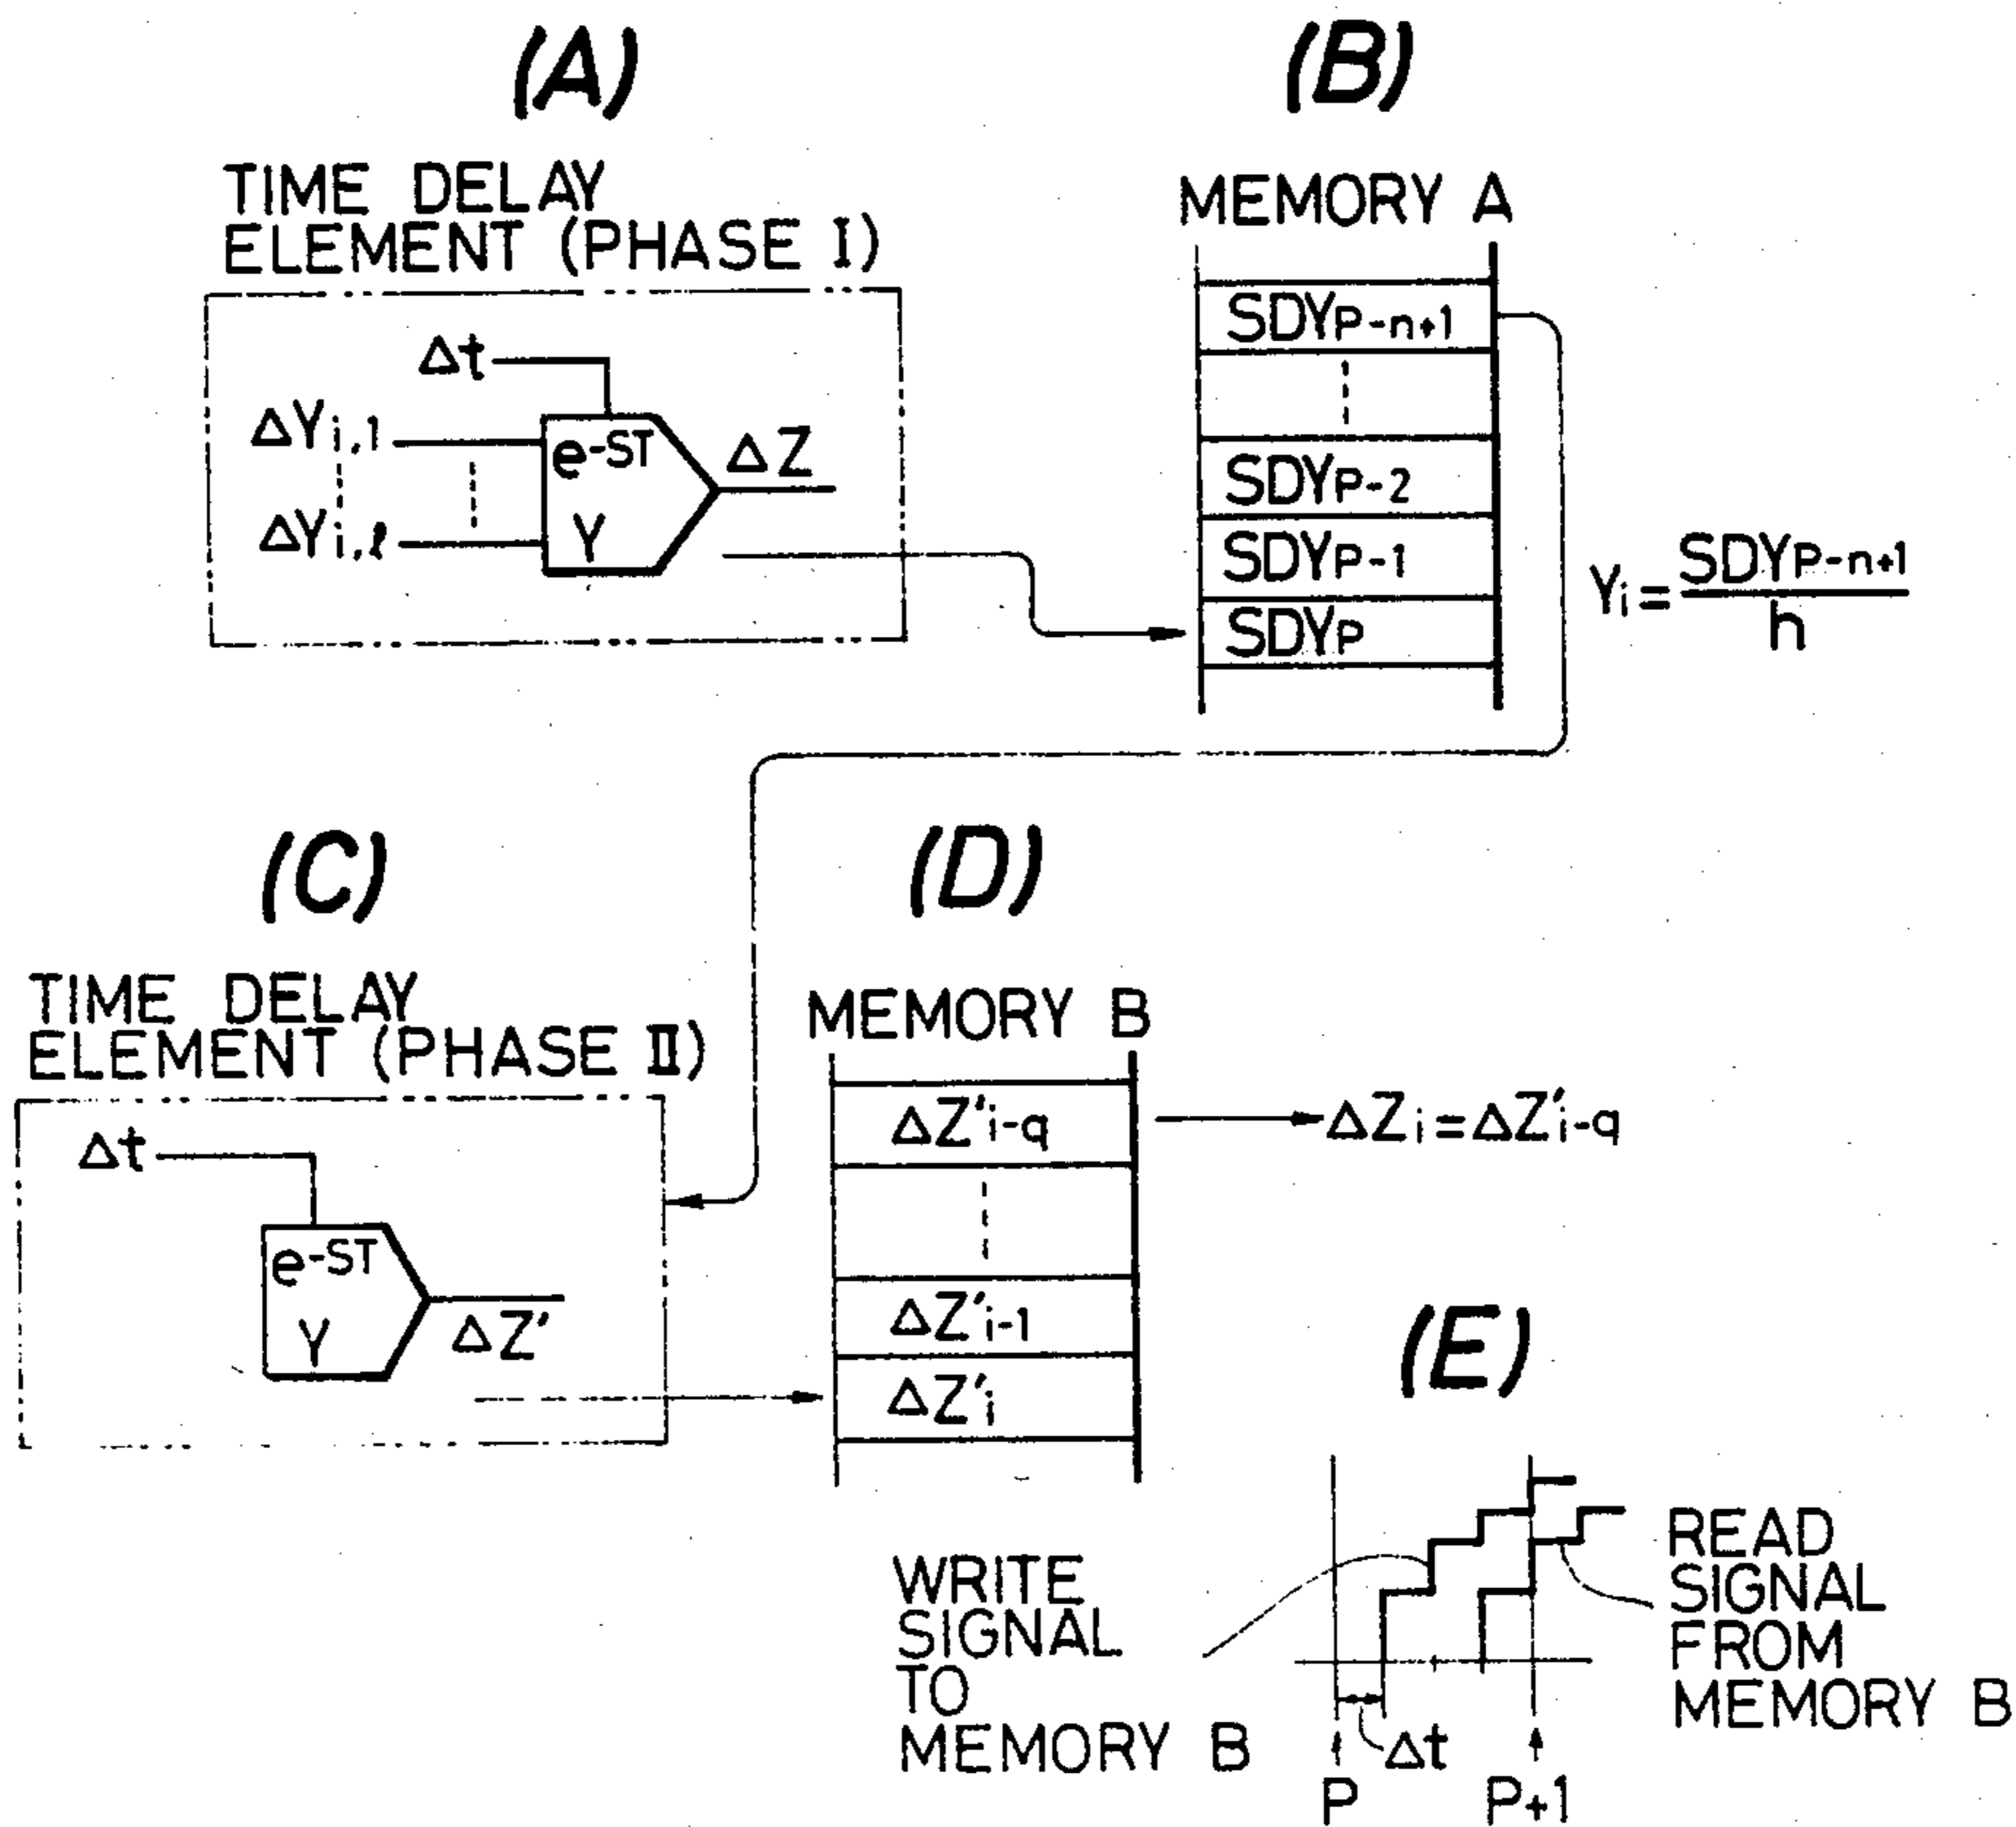 (A)
TIME DELAY
ELEMENT (PHASE I)
Δt
ΔYi,1
ΔYi,ℓ
e-ST
Y
ΔZ
(B)
MEMORY A
SDYP-n+1
SDYP-2
SDYP-1
SDYP
Yi = SDYP-n+1
h
(C)
TIME DELAY
ELEMENT (PHASE II)
Δt
e-ST
Y
ΔZ'
(D)
MEMORY B
ΔZ'i-q
ΔZ'i-1
ΔZ'i
ΔZi = ΔZ'i-q
(E)
WRITE
SIGNAL
TO
MEMORY B
READ
SIGNAL
FROM
MEMORY B
Δt
P
P+1